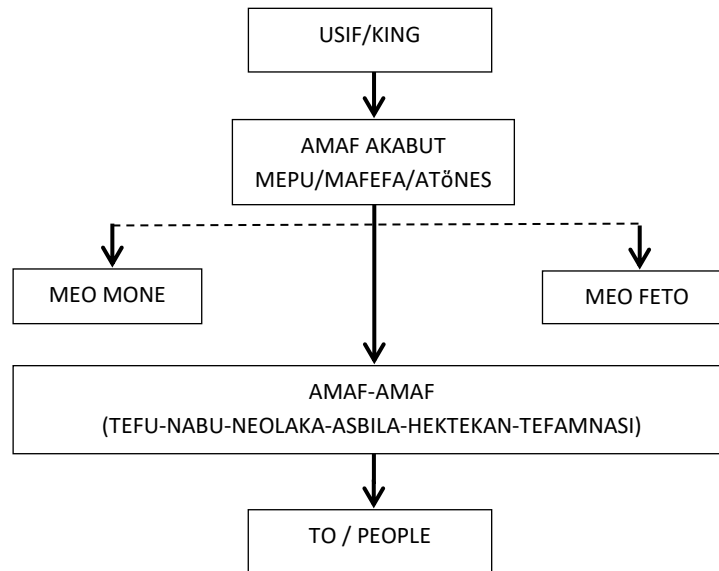 USIF/KING
AMAF AKABUT
MEPU/MAFEFA/ATöNES
MEO MONE
MEO FETO
AMAF-AMAF
(TEFU-NABU-NEOLAKA-ASBILA-HEKTEKAN-TEFAMNASI)
TO / PEOPLE